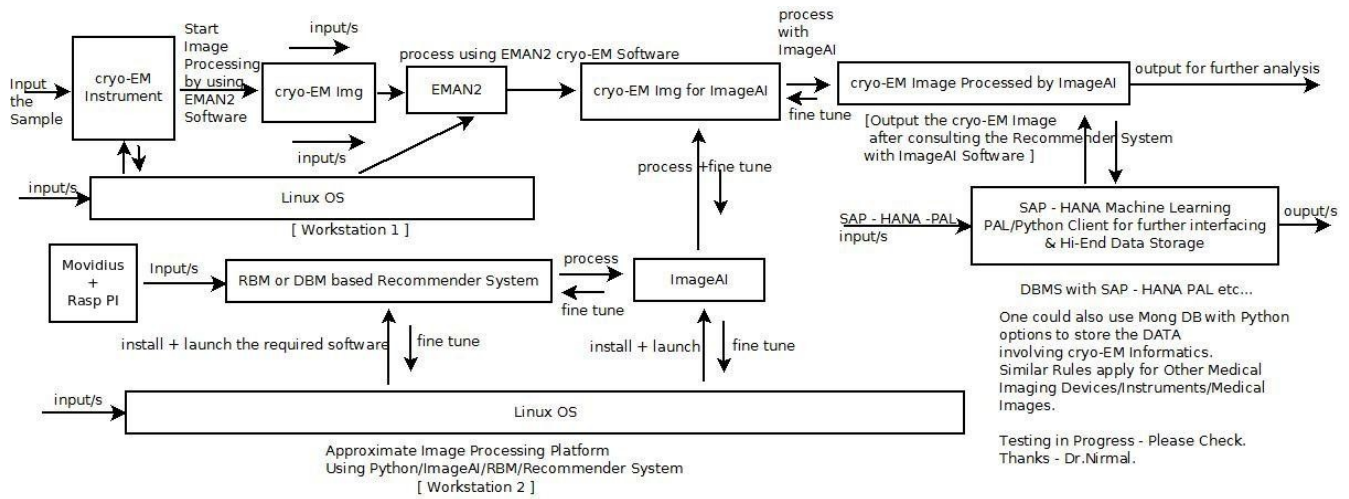 Input
the
Sample
cryo-EM
Instrument
Start
Image
Processing
by using
EMAN2
Software
input/s
cryo-EM Img
input/s
process using EMAN2 cryo-EM Software
EMAN2
cryo-EM Img for ImageAI
process
with
ImageAI
fine tune
cryo-EM Image Processed by ImageAI
output for further analysis
[Output the cryo-EM Image
after consulting the Recommender System
with ImageAI Software ]
input/s
Linux OS
[ Workstation 1 ]
process +fine tune
SAP - HANA -PAL
input/s
SAP - HANA Machine Learning
PAL/Python Client for further interfacing
& Hi-End Data Storage
ouput/s
Movidius
+
Rasp PI
Input/s
RBM or DBM based Recommender System
process
fine tune
ImageAI
DBMS with SAP - HANA PAL etc...
One could also use Mong DB with Python
options to store the DATA
involving cryo-EM Informatics.
Similar Rules apply for Other Medical
Imaging Devices/Instruments/Medical
Images.
Testing in Progress - Please Check.
Thanks - Dr.Nirmal.
install + launch the required software
fine tune
install + launch
fine tune
input/s
Linux OS
Approximate Image Processing Platform
Using Python/ImageAI/RBM/Recommender System
[ Workstation 2 ]